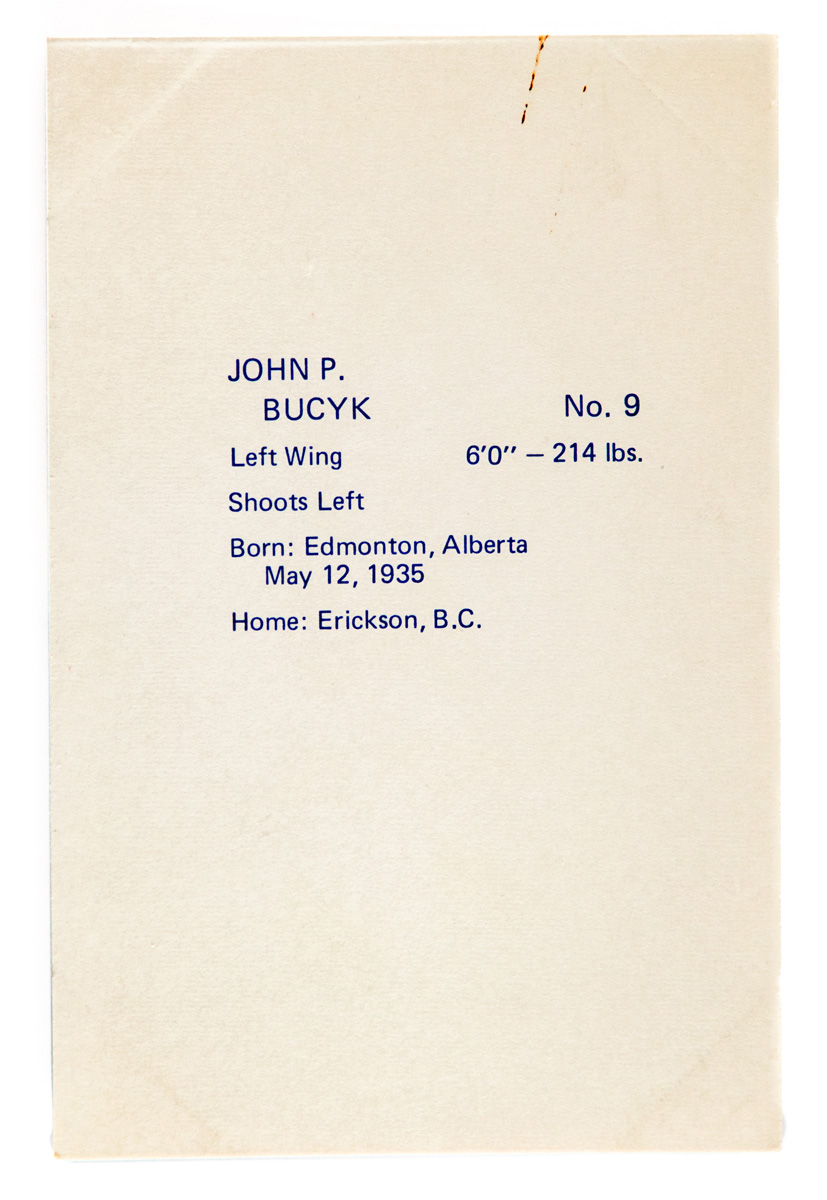 JOHN P.
BUCYK No. 9
Left Wing 6'0'' — 214 lbs.
Shoots Left
Born: Edmonton, Alberta
May 12, 1935
Home: Erickson, B.C.